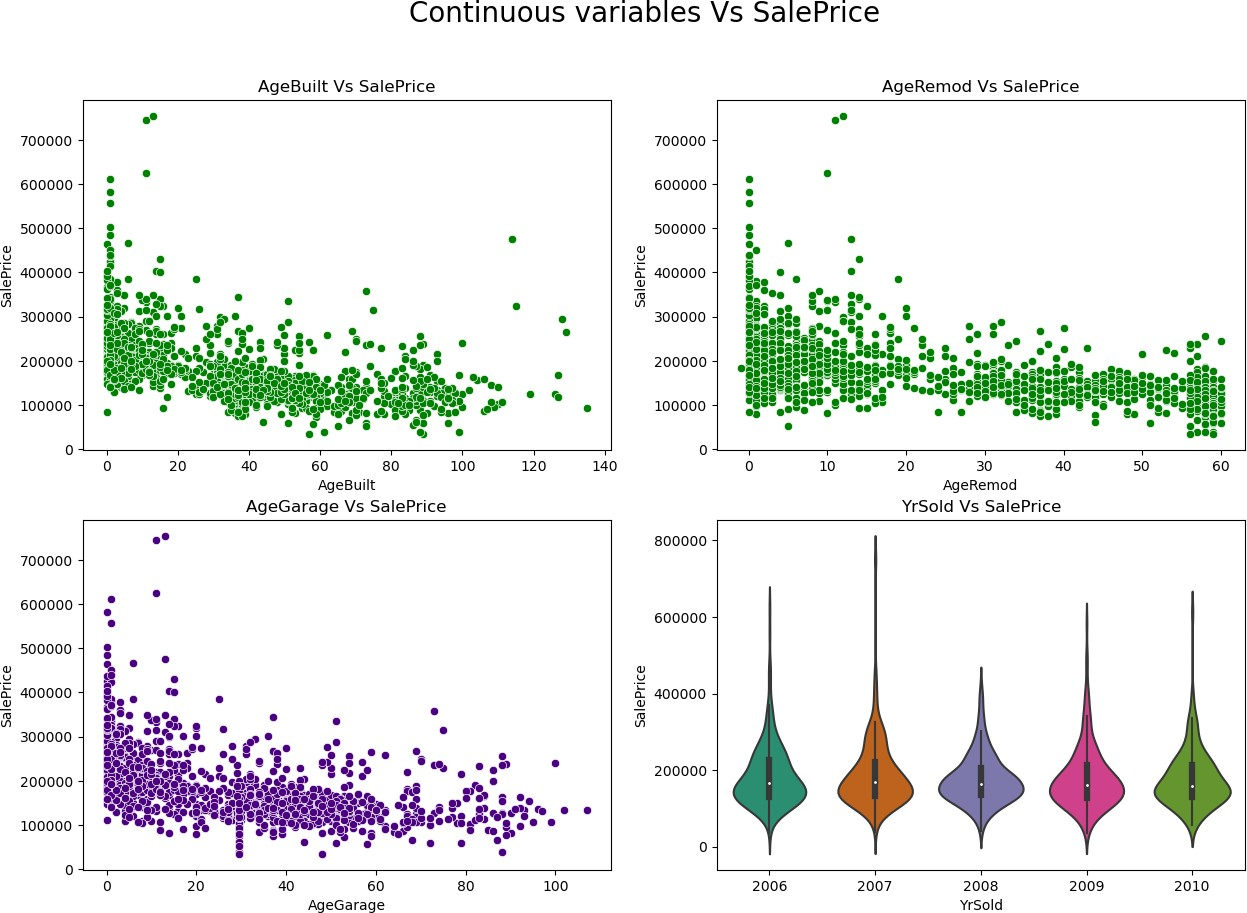 Continuous variables Vs SalePrice
AgeBuilt Vs SalePrice
700000
600000
500000
400000
300000
200000
100000
0
SalePrice
0 20 40 60 80 100 120 140
AgeBuilt
AgeRemod Vs SalePrice
700000
600000
500000
400000
300000
200000
100000
0
SalePrice
0 10 20 30 40 50 60
AgeRemod
AgeGarage Vs SalePrice
700000
600000
500000
400000
300000
200000
100000
0
SalePrice
0 20 40 60 80 100
AgeGarage
YrSold Vs SalePrice
800000
600000
400000
200000
0
SalePrice
2006 2007 2008 2009 2010
YrSold